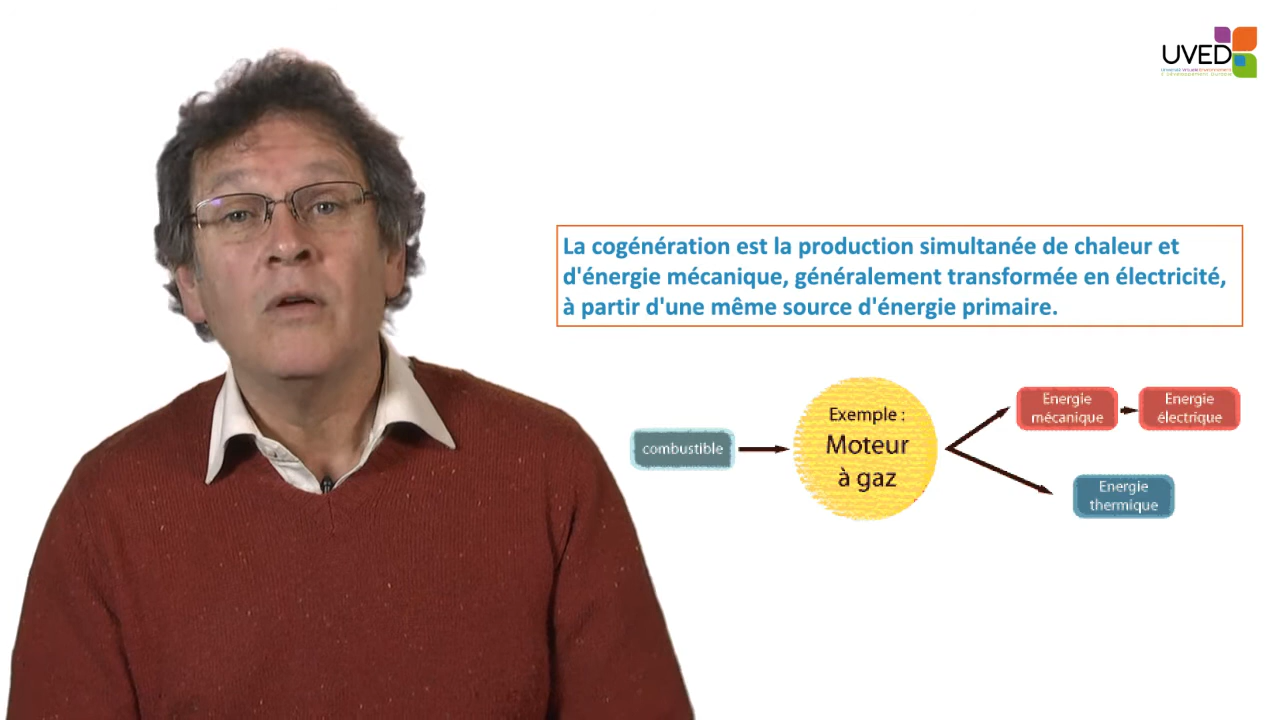 UVED
La cogénération est la production simultanée de chaleur et
d'énergie mécanique, généralement transformée en électricité,
à partir d'une même source d'énergie primaire.
combustible
Exemple :
Moteur
à gaz
Energie
mécanique
Energie
électrique
Energie
thermique